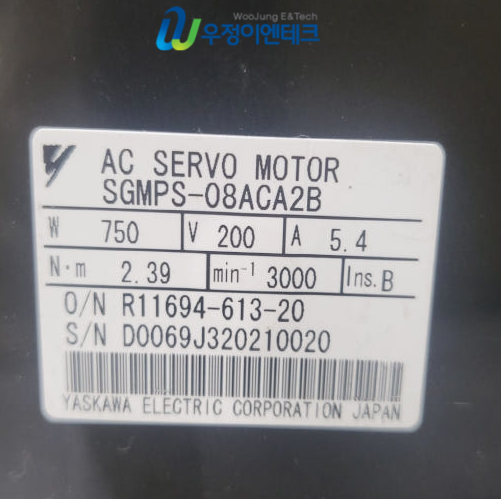 WooJung E&Tech
우정이엔테크
AC SERVO MOTOR
SGMPS-08ACA2B
W 750 V 200 A 5.4
N·m 2.39 min-1 3000 Ins.B
O/N R11694-613-20
S/N D0069J320210020
YASKAWA ELECTRIC CORPORATION JAPAN